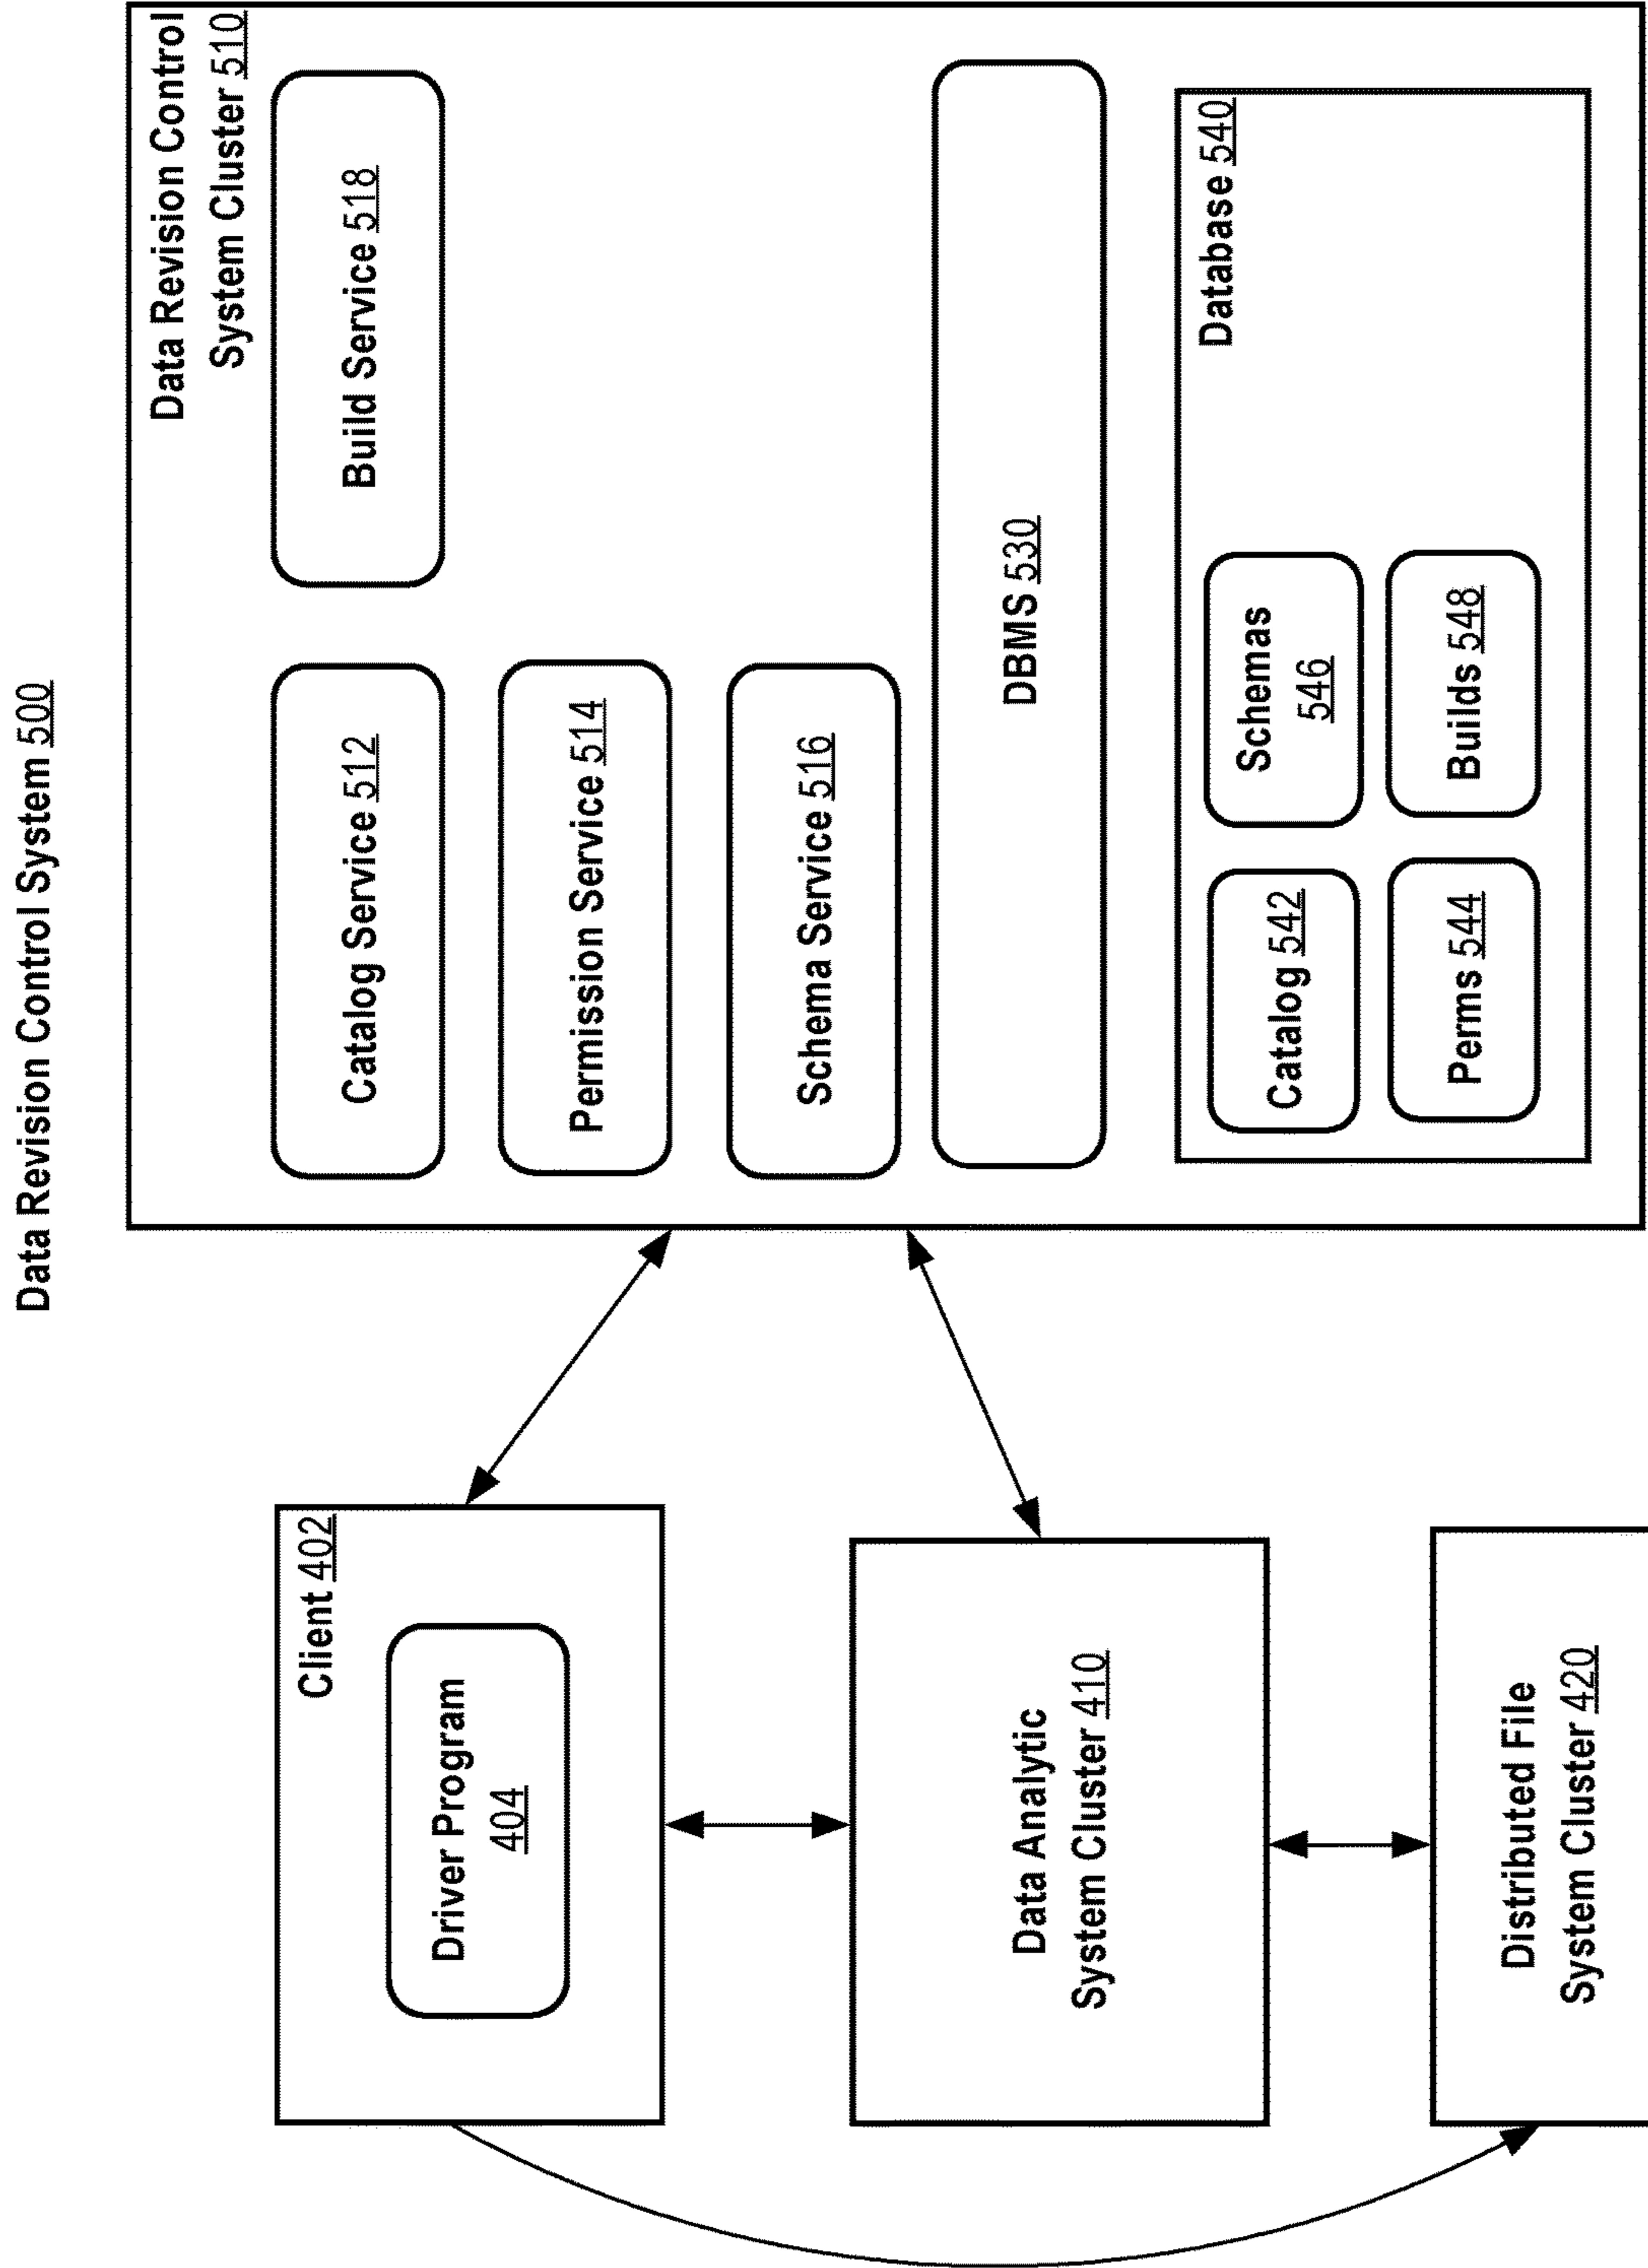 Data Revision Control System 500
Client 402
Driver Program
404
Data Analytic
System Cluster 410
Distributed File
System Cluster 420
Data Revision Control
System Cluster 510
Catalog Service 512
Build Service 518
Permission Service 514
Schema Service 516
DBMS 530
Database 540
Catalog 542
Schemas
546
Perms 544
Builds 548